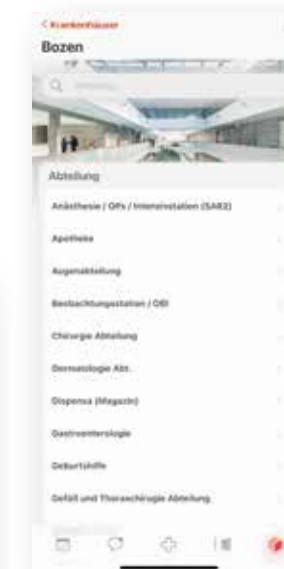 < Krankenhäuser
Bozen
Abteilung
Anästhesie / OPs / Intensivstation (SAR2)
Apotheke
Augenabteilung
Beobachtungsstation / OBI
Chirurgie Abteilung
Dermatologie Abt.
Dispensa (Magazin)
Gastroenterologie
Geburtshilfe
Gefäß und Thoraxchirugie Abteilung